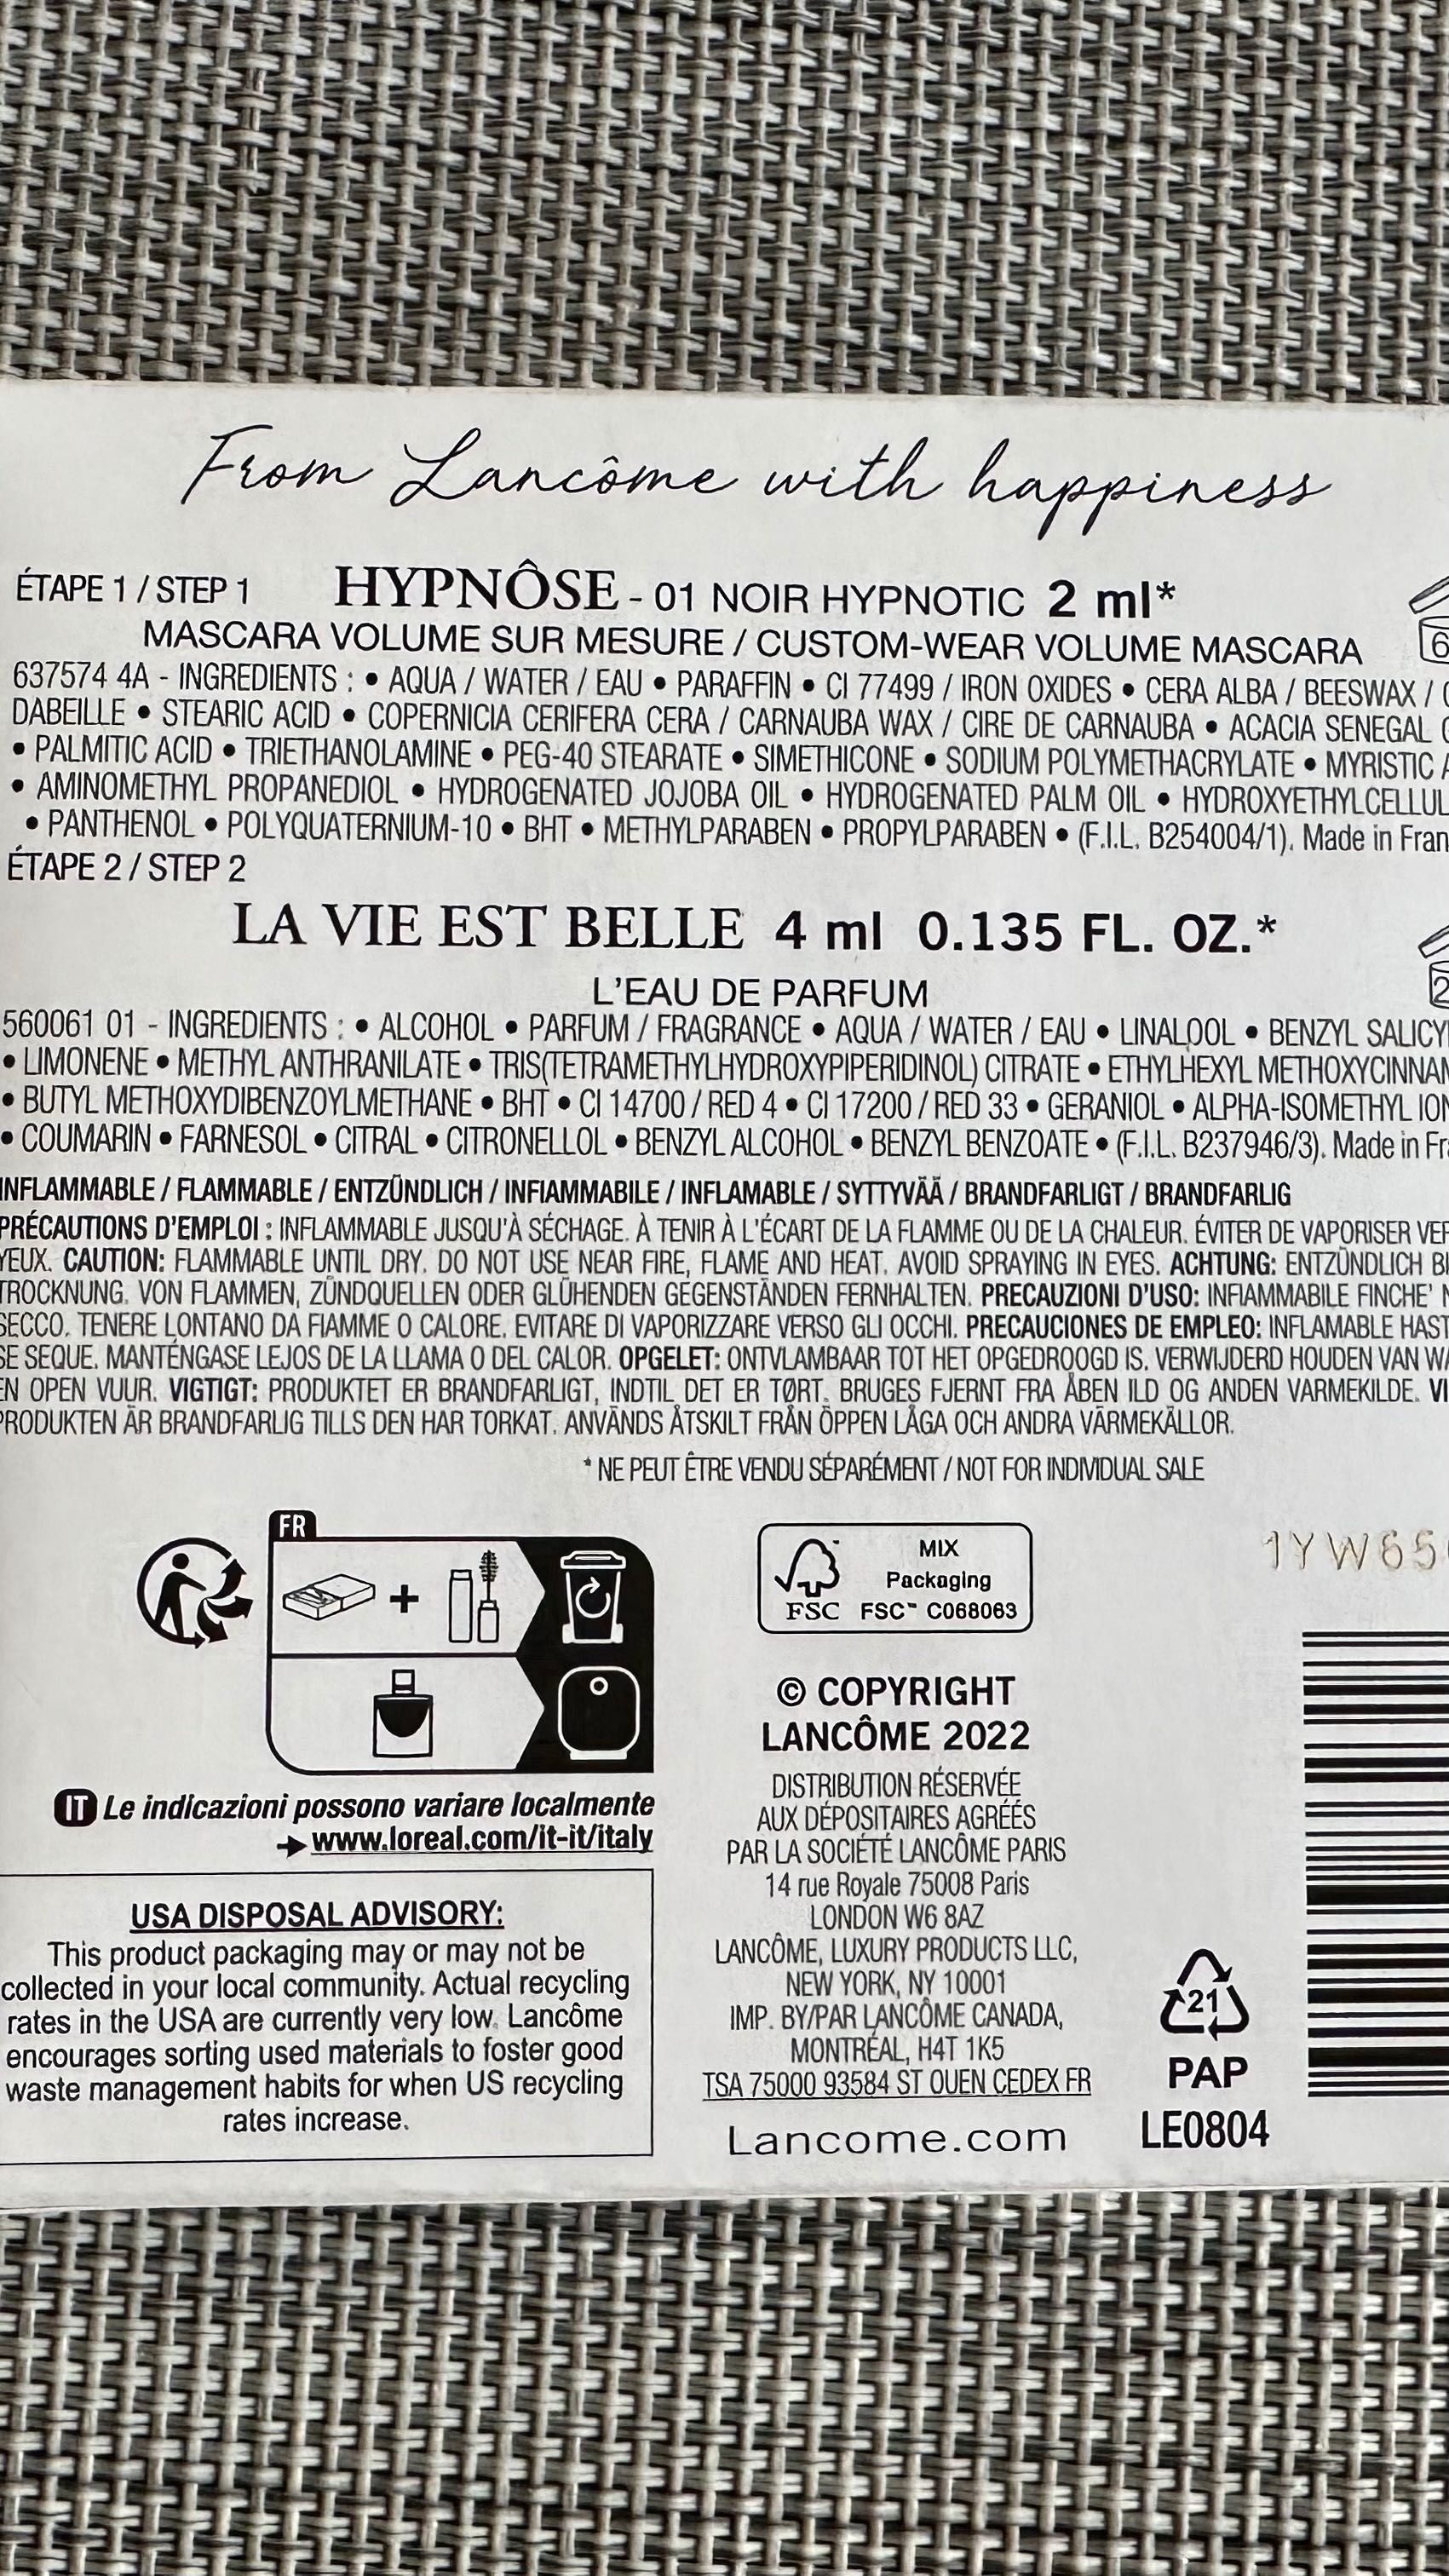 From Lancôme with happiness
ÉTAPE 1 / STEP 1 HYPNÔSE - 01 NOIR HYPNOTIC 2 ml*
MASCARA VOLUME SUR MESURE / CUSTOM-WEAR VOLUME MASCARA
6
637574 4A - INGREDIENTS : • AQUA / WATER / EAU • PARAFFIN • CI 77499 / IRON OXIDES • CERA ALBA / BEESWAX /
DABEILLE • STEARIC ACID • COPERNICIA CERIFERA CERA / CARNAUBA WAX / CIRE DE CARNAUBA • ACACIA SENEGAL
• PALMITIC ACID • TRIETHANOLAMINE • PEG-40 STEARATE • SIMETHICONE • SODIUM POLYMETHACRYLATE • MYRISTIC
• AMINOMETHYL PROPANEDIOL • HYDROGENATED JOJOBA OIL • HYDROGENATED PALM OIL • HYDROXYETHYLCELLUL
• PANTHENOL • POLYQUATERNIUM-10 • BHT • METHYLPARABEN • PROPYLPARABEN • (F.I.L. B254004/1). Made in Fran
ÉTAPE 2 / STEP 2
LA VIE EST BELLE 4 ml 0.135 FL. OZ.*
2
L'EAU DE PARFUM
560061 01 - INGREDIENTS : • ALCOHOL • PARFUM / FRAGRANCE • AQUA / WATER / EAU • LINALOOL • BENZYL SALICY
• LIMONENE • METHYL ANTHRANILATE • TRIS(TETRAMETHYLHYDROXYPIPERIDINOL) CITRATE • ETHYLHEXYL METHOXYCINNAM
• BUTYL METHOXYDIBENZOYLMETHANE • BHT • CI 14700 / RED 4 • CI 17200 / RED 33 • GERANIOL • ALPHA-ISOMETHYL ION
• COUMARIN • FARNESOL • CITRAL • CITRONELLOL • BENZYL ALCOHOL • BENZYL BENZOATE • (F.I.L. B237946/3). Made in Fra
INFLAMMABLE / FLAMMABLE / ENTZÜNDLICH / INFIAMMABILE / INFLAMABLE / SYTTYVÄÄ / BRANDFARLIGT / BRANDFARLIG
PRÉCAUTIONS D'EMPLOI : INFLAMMABLE JUSQU'À SÉCHAGE. À TENIR À L'ÉCART DE LA FLAMME OU DE LA CHALEUR. ÉVITER DE VAPORISER VER
YEUX. CAUTION: FLAMMABLE UNTIL DRY. DO NOT USE NEAR FIRE, FLAME AND HEAT. AVOID SPRAYING IN EYES. ACHTUNG: ENTZÜNDLICH BI
TROCKNUNG. VON FLAMMEN, ZÜNDQUELLEN ODER GLÜHENDEN GEGENSTÄNDEN FERNHALTEN. PRECAUZIONI D'USO: INFIAMMABILE FINCHE' N
SECCO. TENERE LONTANO DA FIAMME O CALORE. EVITARE DI VAPORIZZARE VERSO GLI OCCHI. PRECAUCIONES DE EMPLEO: INFLAMABLE HAST
SE SEQUE. MANTÉNGASE LEJOS DE LA LLAMA O DEL CALOR. OPGELET: ONTVLAMBAAR TOT HET OPGEDROOGD IS. VERWIJDERD HOUDEN VAN WA
EN OPEN VUUR. VIGTIGT: PRODUKTET ER BRANDFARLIGT, INDTIL DET ER TØRT. BRUGES FJERNT FRA ÅBEN ILD OG ANDEN VARMEKILDE. VI
PRODUKTEN ÄR BRANDFARLIG TILLS DEN HAR TORKAT. ANVÄNDS ÅTSKILT FRÅN ÖPPEN LÅGA OCH ANDRA VÄRMEKÄLLOR.
* NE PEUT ÊTRE VENDU SÉPARÉMENT / NOT FOR INDIVIDUAL SALE
FR
+
IT Le indicazioni possono variare localmente
www.loreal.com/it-it/italy
USA DISPOSAL ADVISORY:
This product packaging may or may not be
collected in your local community. Actual recycling
rates in the USA are currently very low. Lancôme
encourages sorting used materials to foster good
waste management habits for when US recycling
rates increase.
MIX
Packaging
FSC FSC™ C068063
© COPYRIGHT
LANCÔME 2022
DISTRIBUTION RÉSERVÉE
AUX DÉPOSITAIRES AGRÉÉS
PAR LA SOCIÉTÉ LANCÔME PARIS
14 rue Royale 75008 Paris
LONDON W6 8AZ
LANCÔME, LUXURY PRODUCTS LLC,
NEW YORK, NY 10001
IMP. BY/PAR LANCÔME CANADA,
MONTRÉAL, H4T 1K5
TSA 75000 93584 ST OUEN CEDEX FR
Lancome.com
1YW65
21
PAP
LE0804